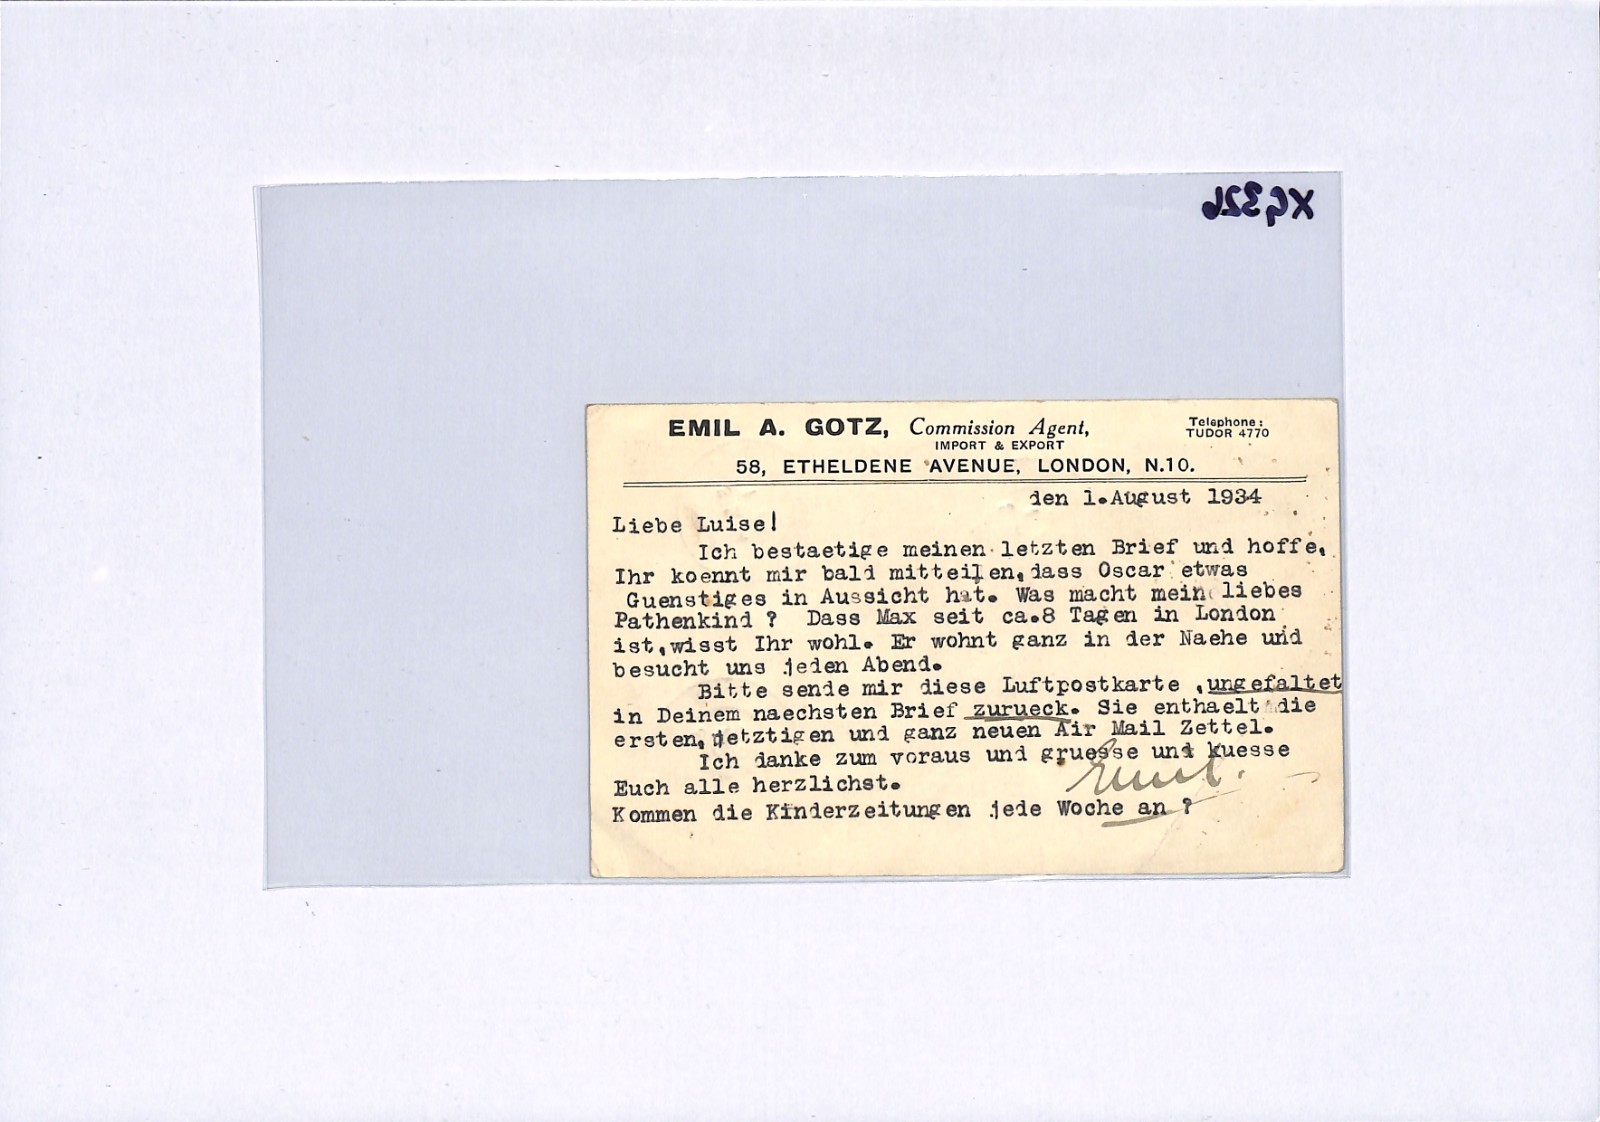 XG326
EMIL A. GOTZ, Commission Agent,
IMPORT & EXPORT
Telephone:
TUDOR 4770
58, ETHELDENE AVENUE, LONDON, N.10.
den 1.August 1934
Liebe Luise!
Ich bestaetige meinen letzten Brief und hoffe,
Ihr koennt mir bald mitteilen,dass Oscar etwas
Guenstiges in Aussicht hat. Was macht mein liebes
Pathenkind ? Dass Max seit ca.8 Tagen in London
ist,wisst Ihr wohl. Er wohnt ganz in der Naehe und
besucht uns jeden Abend.
Bitte sende mir diese Luftpostkarte ,ungefaltet
in Deinem naechsten Brief zurueck. Sie enthaelt die
ersten, jetztigen und ganz neuen Air Mail Zettel.
Ich danke zum voraus und gruesse und kuesse
Euch alle herzlichst.
Emil.
Kommen die Kinderzeitungen jede Woche an ?